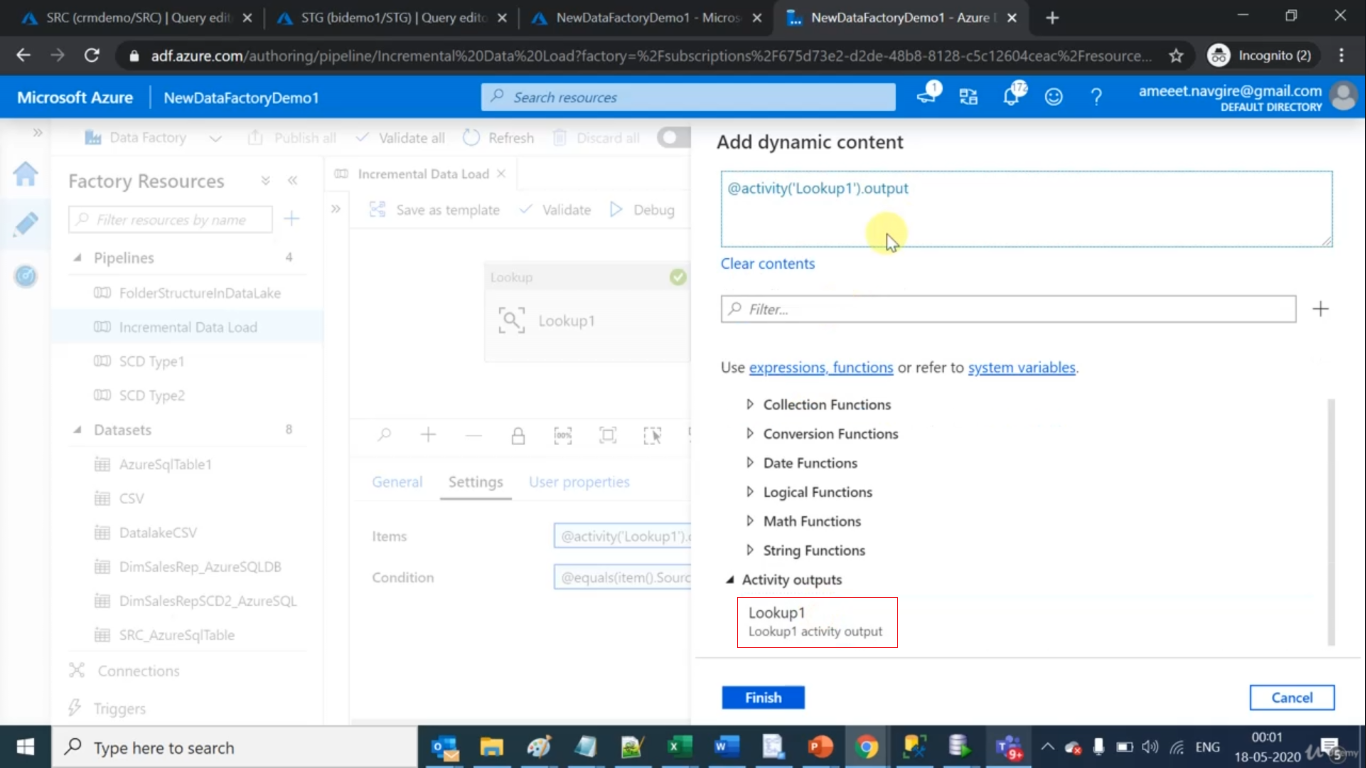 SRC (crmdemo/SRC) | Query edit
STG (bidemo1/STG) | Query edito
NewDataFactoryDemo1 - Micros
NewDataFactoryDemo1 - Azure D
adf.azure.com/authoring/pipeline/Incremental%20Data%20Load?factory=%2Fsubscriptions%2F675d73e2-d2de-48b8-8128-c5c12604ceac%2Fresource...
Incognito (2)
Microsoft Azure
NewDataFactoryDemo1
Search resources
1
172
ameeet.navgire@gmail.com
DEFAULT DIRECTORY
Data Factory
Publish all
Validate all
Refresh
Discard all
Factory Resources
Filter resources by name
Pipelines 4
FolderStructureInDataLake
Incremental Data Load
SCD Type1
SCD Type2
Datasets 8
AzureSqlTable1
CSV
DatalakeCSV
DimSalesRep_AzureSQLDB
DimSalesRepSCD2_AzureSQL
SRC_AzureSqlTable
Connections
Triggers
Incremental Data Load
Save as template
Validate
Debug
Lookup
Lookup1
100%
General
Settings
User properties
Items
@activity('Lookup1').o
Condition
@equals(item().Sourc
Add dynamic content
@activity('Lookup1').output
Clear contents
Filter...
Use expressions, functions or refer to system variables.
Collection Functions
Conversion Functions
Date Functions
Logical Functions
Math Functions
String Functions
Activity outputs
Lookup1
Lookup1 activity output
Finish
Cancel
Type here to search
9+
ENG
00:01
18-05-2020
5